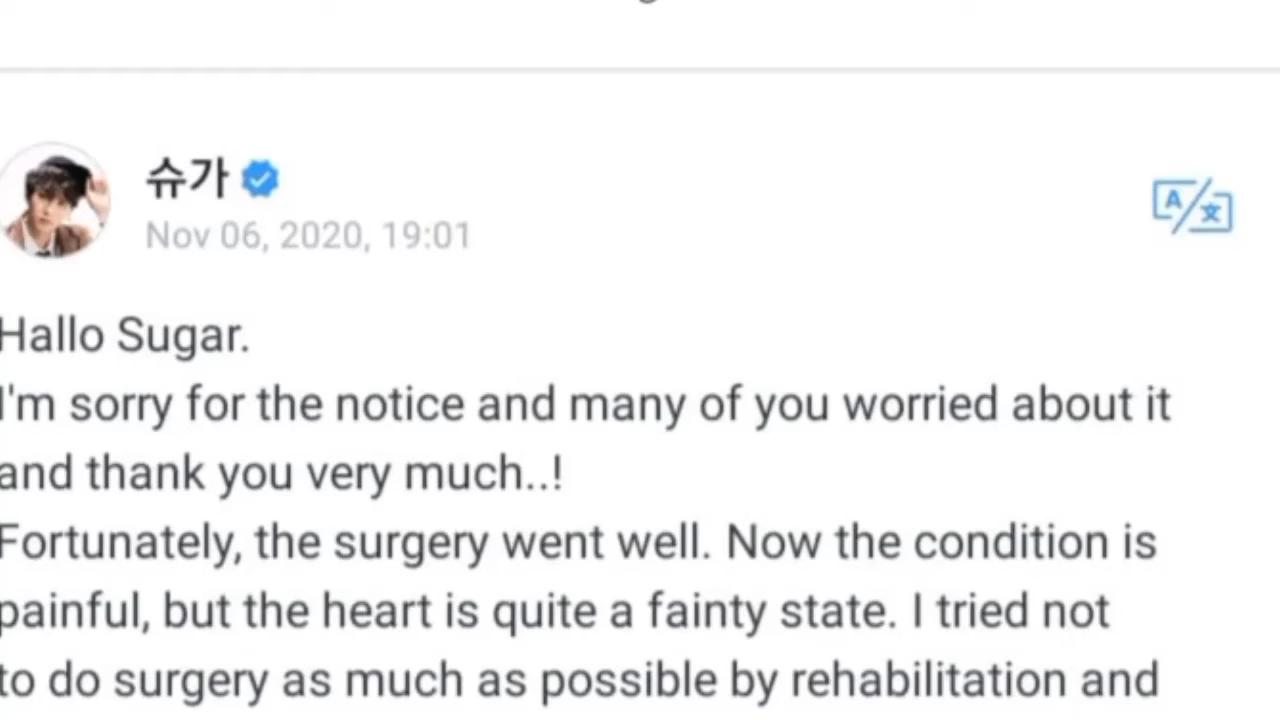 슈가
Nov 06, 2020, 19:01
Hallo Sugar.
I'm sorry for the notice and many of you worried about it
and thank you very much..!
Fortunately, the surgery went well. Now the condition is
painful, but the heart is quite a fainty state. I tried not
to do surgery as much as possible by rehabilitation and